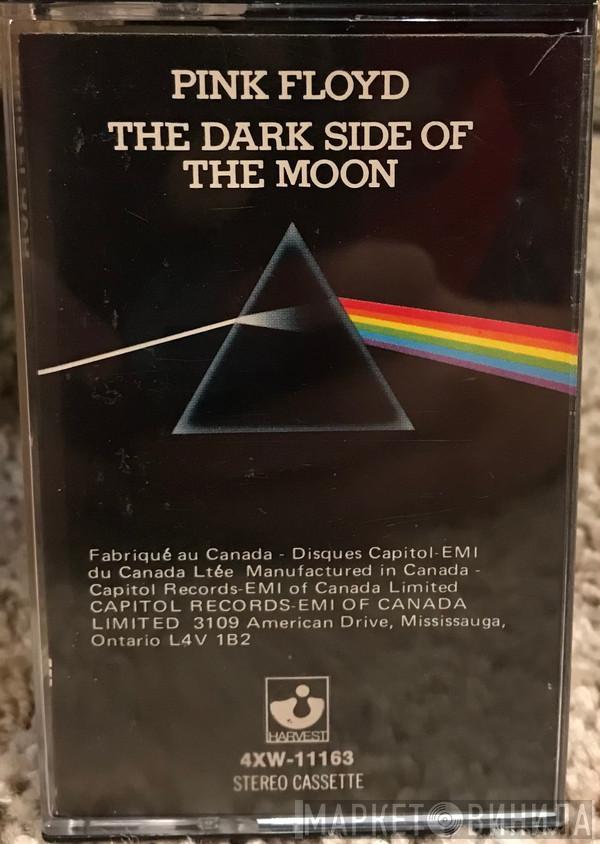 PINK FLOYD
THE DARK SIDE OF
THE MOON
Fabriqué au Canada - Disques Capitol-EMI
du Canada Ltée Manufactured in Canada -
Capitol Records-EMI of Canada Limited
CAPITOL RECORDS-EMI OF CANADA
LIMITED 3109 American Drive, Mississauga,
Ontario L4V 1B2
HARVEST
4XW-11163
STEREO CASSETTE
МАРКЕТ ВИНИЛА